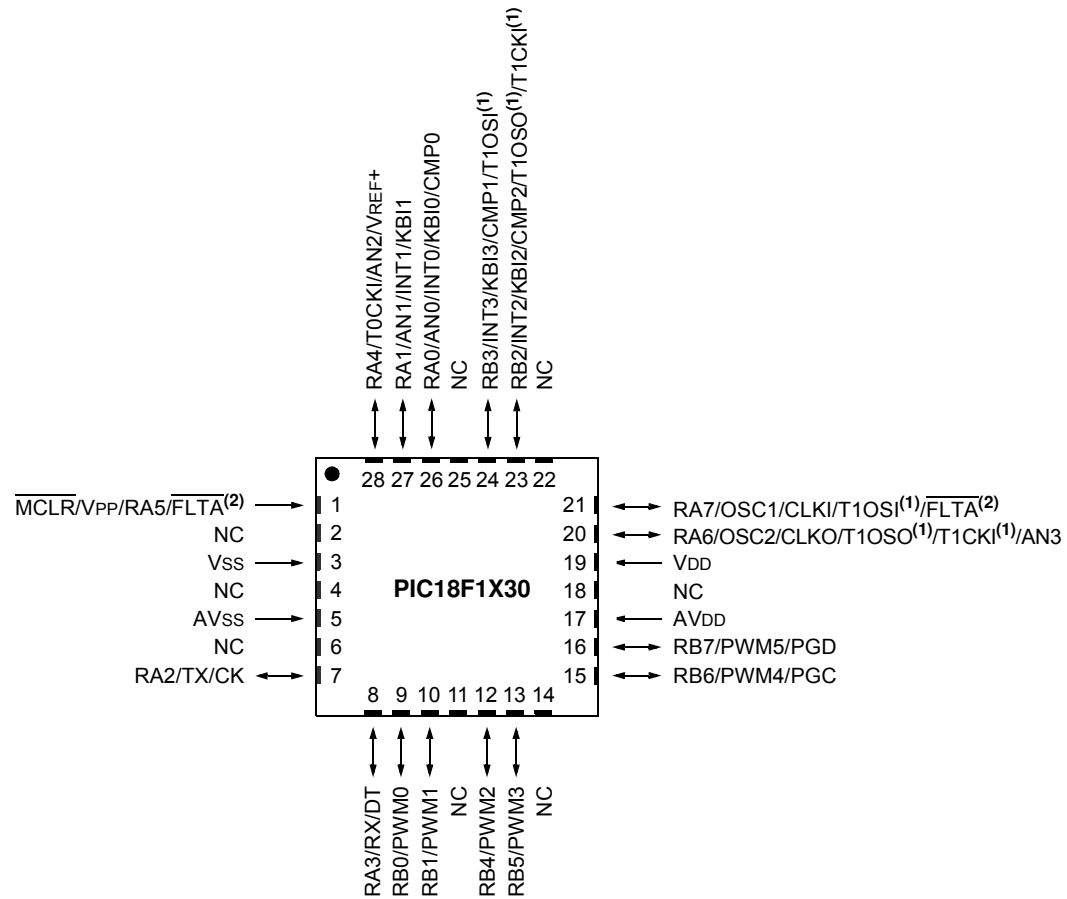 RA4/T0CKI/AN2/VREF+
RA1/AN1/INT1/KBI1
RA0/AN0/INT0/KBI0/CMP0
NC
RB3/INT3/KBI3/CMP1/T1OSI(1)
RB2/INT2/KBI2/CMP2/T1OSO(1)/T1CKI(1)
NC
28 27 26 25 24 23 22
MCLR/VPP/RA5/FLTA(2) 1
NC 2
VSS 3
NC 4
AVSS 5
NC 6
RA2/TX/CK 7
PIC18F1X30
21 RA7/OSC1/CLKI/T1OSI(1)/FLTA(2)
20 RA6/OSC2/CLKO/T1OSO(1)/T1CKI(1)/AN3
19 VDD
18 NC
17 AVDD
16 RB7/PWM5/PGD
15 RB6/PWM4/PGC
8 9 10 11 12 13 14
RA3/RX/DT
RB0/PWM0
RB1/PWM1
NC
RB4/PWM2
RB5/PWM3
NC